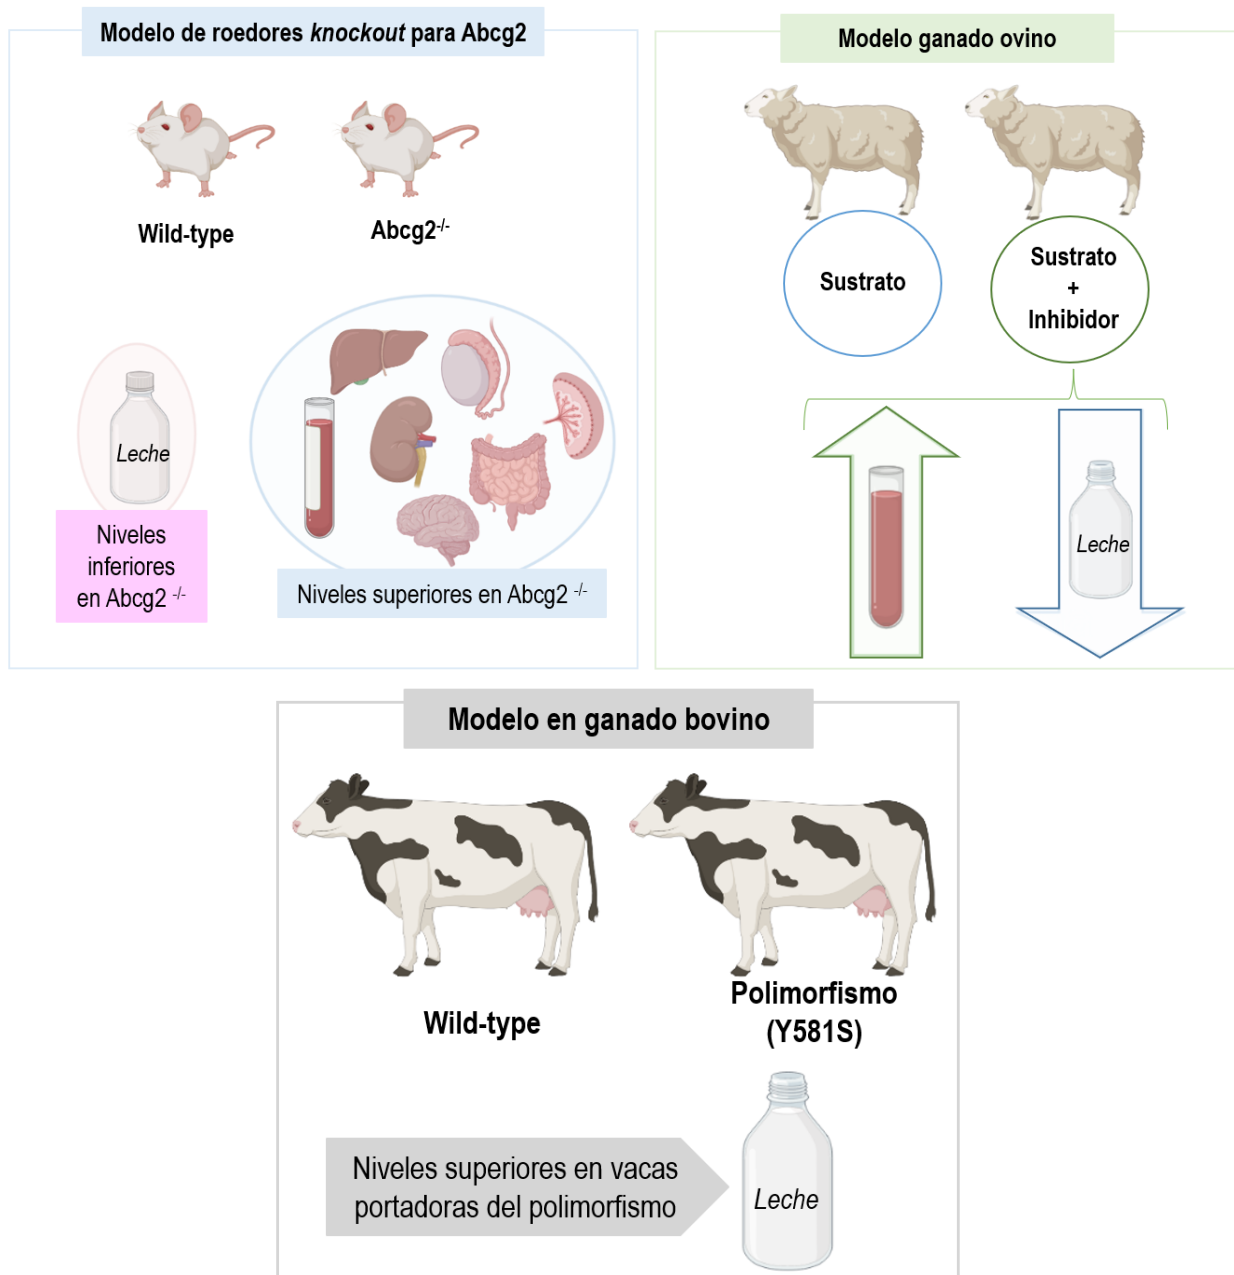 Modelo de roedores knockout para Abcg2
Wild-type
Abcg2-/-
Leche
Niveles
inferiores
en Abcg2 -/-
Niveles superiores en Abcg2 -/-
Modelo ganado ovino
Sustrato
Sustrato
+
Inhibidor
Leche
Modelo en ganado bovino
Wild-type
Polimorfismo
(Y581S)
Niveles superiores en vacas
portadoras del polimorfismo
Leche